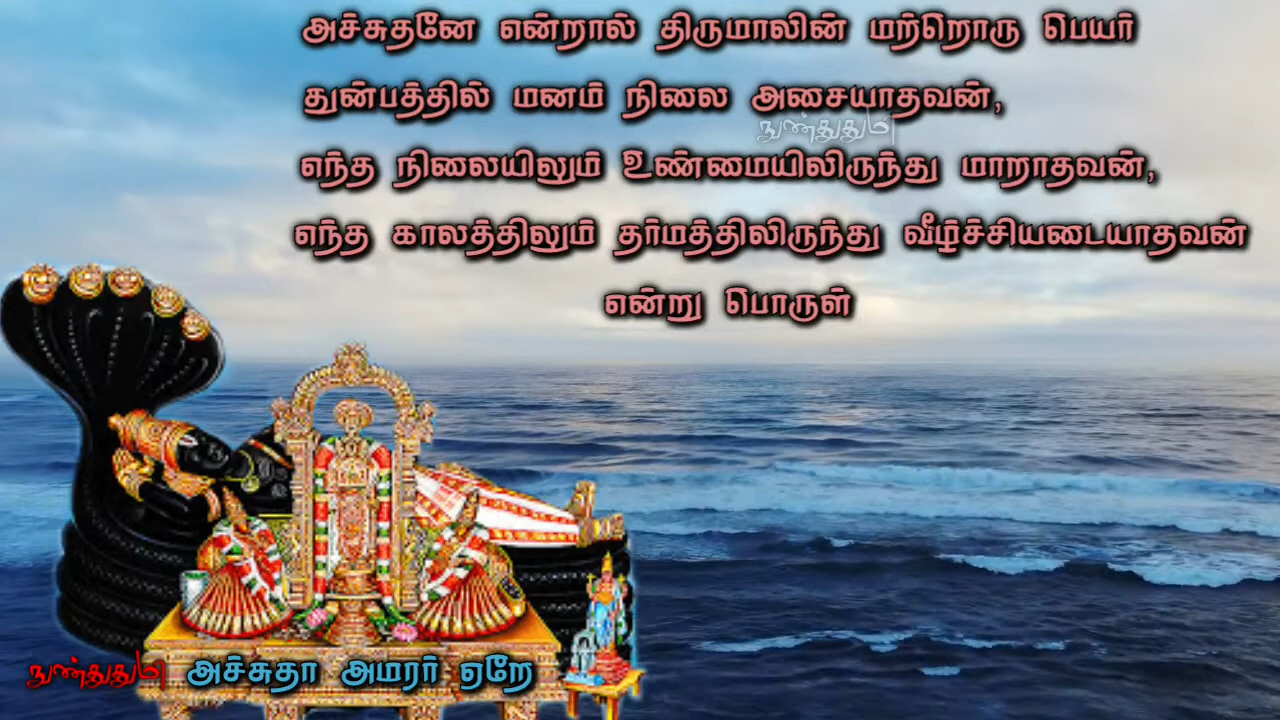 அச்சுதனே என்றால் திருமாலின் மற்றொரு பெயர்
துன்பத்தில் மனம் நிலை அசையாதவன்,
நுண்துதும்
எந்த நிலையிலும் உண்மையிலிருந்து மாறாதவன்,
எந்த காலத்திலும் தர்மத்திலிருந்து வீழ்ச்சியடையாதவன்
என்று பொருள்
நுண்துதும் அச்சுதா அமரர் ஏறே